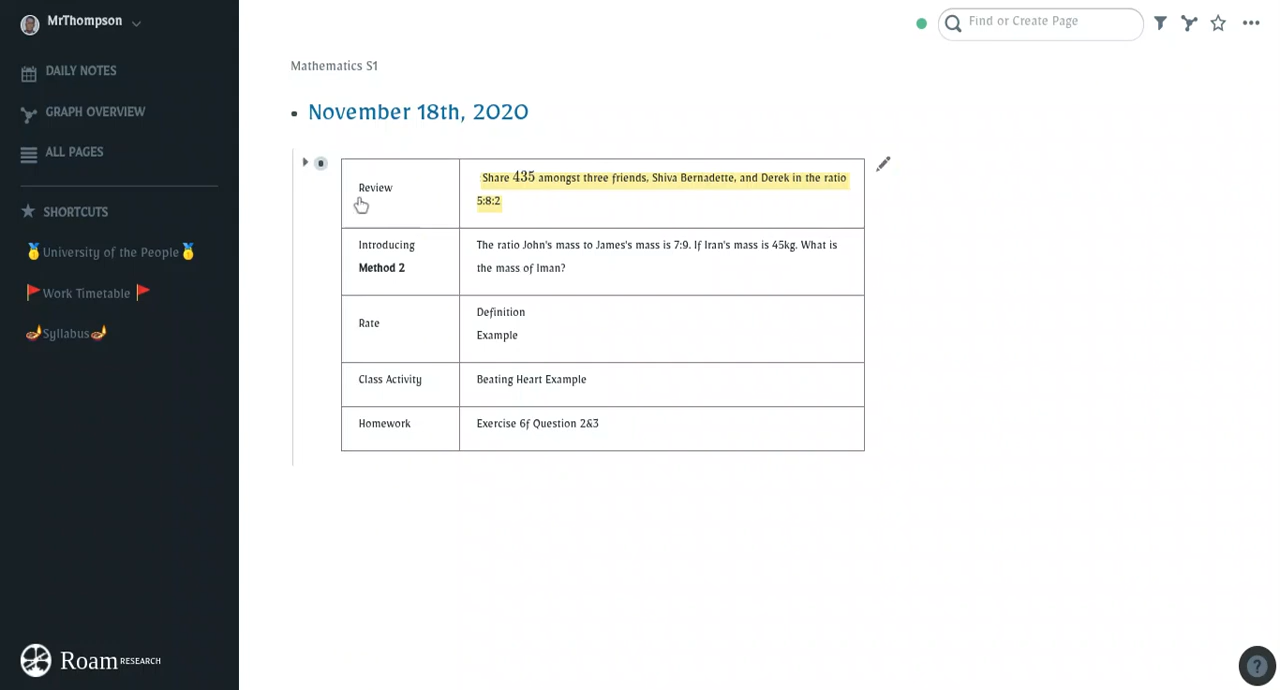 MrThompson
Find or Create Page
DAILY NOTES
GRAPH OVERVIEW
ALL PAGES
SHORTCUTS
University of the People
Work Timetable
Syllabus
Roam RESEARCH
Mathematics S1
November 18th, 2020
Review
Share 435 amongst three friends, Shiva Bernadette, and Derek in the ratio
5:8:2
Introducing
Method 2
The ratio John's mass to James's mass is 7:9. If Iran's mass is 45kg. What is
the mass of Iman?
Rate
Definition
Example
Class Activity
Beating Heart Example
Homework
Exercise 6f Question 2&3
?